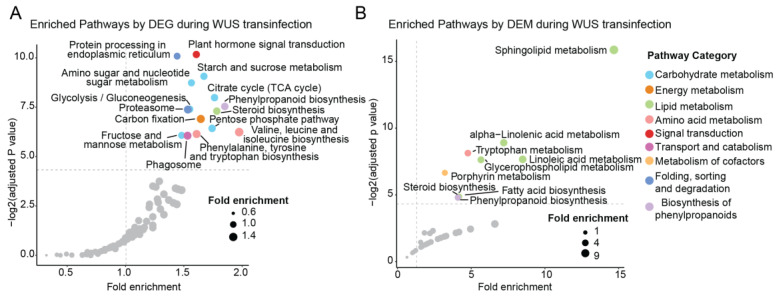 A
Enriched Pathways by DEG during WUS transinfection
Protein processing in
endoplasmic reticulum
Plant hormone signal transduction
Starch and sucrose metabolism
Amino sugar and nucleotide
sugar metabolism
Citrate cycle (TCA cycle)
Glycolysis / Gluconeogenesis
Phenylpropanoid biosynthesis
Proteasome
Steroid biosynthesis
Carbon fixation
Pentose phosphate pathway
Fructose and
mannose metabolism
Valine, leucine and
isoleucine biosynthesis
Phenylalanine, tyrosine
and tryptophan biosynthesis
Phagosome
−log2(adjusted P value)
10.0
7.5
5.0
2.5
0.0
0.5
1.0
1.5
2.0
Fold enrichment
Fold enrichment
0.6
1.0
1.4
B
Enriched Pathways by DEM during WUS transinfection
Sphingolipid metabolism
alpha−Linolenic acid metabolism
Tryptophan metabolism
Linoleic acid metabolism
Glycerophospholipid metabolism
Porphyrin metabolism
Steroid biosynthesis
Fatty acid biosynthesis
Phenylpropanoid biosynthesis
−log2(adjusted p value)
15
10
5
0
0
5
10
15
Fold enrichment
Fold enrichment
1
4
9
Pathway Category
Carbohydrate metabolism
Energy metabolism
Lipid metabolism
Amino acid metabolism
Signal transduction
Transport and catabolism
Metabolism of cofactors
Folding, sorting
and degradation
Biosynthesis of
phenylpropanoids